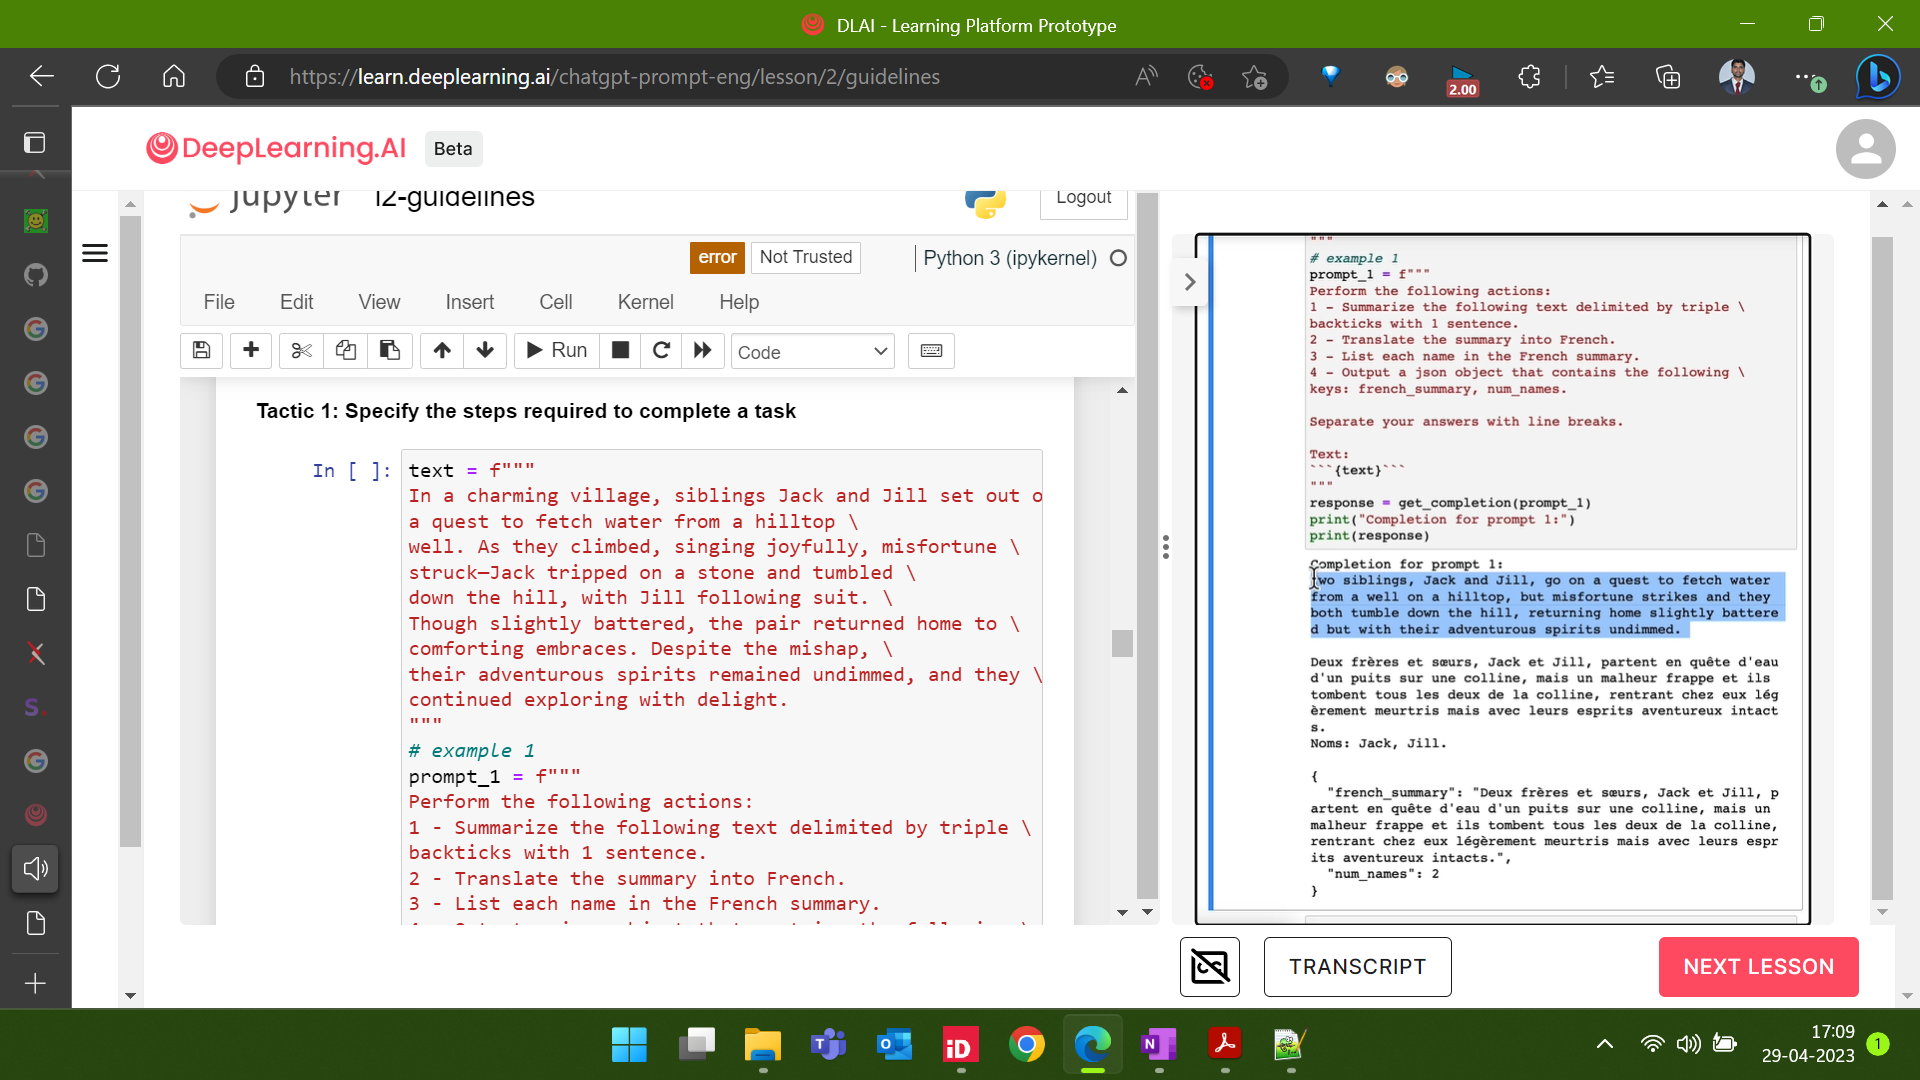 DLAI - Learning Platform Prototype
https://learn.deeplearning.ai/chatgpt-prompt-eng/lesson/2/guidelines
2.00
DeepLearning.AI Beta
jupyter l2-guidelines Logout
error Not Trusted Python 3 (ipykernel)
File Edit View Insert Cell Kernel Help
Run Code
Tactic 1: Specify the steps required to complete a task
In [ ]: text = f"""
In a charming village, siblings Jack and Jill set out o
a quest to fetch water from a hilltop \
well. As they climbed, singing joyfully, misfortune \
struck—Jack tripped on a stone and tumbled \
down the hill, with Jill following suit. \
Though slightly battered, the pair returned home to \
comforting embraces. Despite the mishap, \
their adventurous spirits remained undimmed, and they \
continued exploring with delight.
"""
# example 1
prompt_1 = f"""
Perform the following actions:
1 - Summarize the following text delimited by triple \
backticks with 1 sentence.
2 - Translate the summary into French.
3 - List each name in the French summary.
"""
# example 1
prompt_1 = f"""
Perform the following actions:
1 - Summarize the following text delimited by triple \
backticks with 1 sentence.
2 - Translate the summary into French.
3 - List each name in the French summary.
4 - Output a json object that contains the following \
keys: french_summary, num_names.
Separate your answers with line breaks.
Text:
```{text}```
"""
response = get_completion(prompt_1)
print("Completion for prompt 1:")
print(response)
Completion for prompt 1:
Two siblings, Jack and Jill, go on a quest to fetch water
from a well on a hilltop, but misfortune strikes and they
both tumble down the hill, returning home slightly battere
d but with their adventurous spirits undimmed.
Deux frères et sœurs, Jack et Jill, partent en quête d'eau
d'un puits sur une colline, mais un malheur frappe et ils
tombent tous les deux de la colline, rentrant chez eux lég
èrement meurtris mais avec leurs esprits aventureux intact
s.
Noms: Jack, Jill.
{
"french_summary": "Deux frères et sœurs, Jack et Jill, p
artent en quête d'eau d'un puits sur une colline, mais un
malheur frappe et ils tombent tous les deux de la colline,
rentrant chez eux légèrement meurtris mais avec leurs espr
its aventureux intacts.",
"num_names": 2
}
TRANSCRIPT
NEXT LESSON
17:09
29-04-2023
1